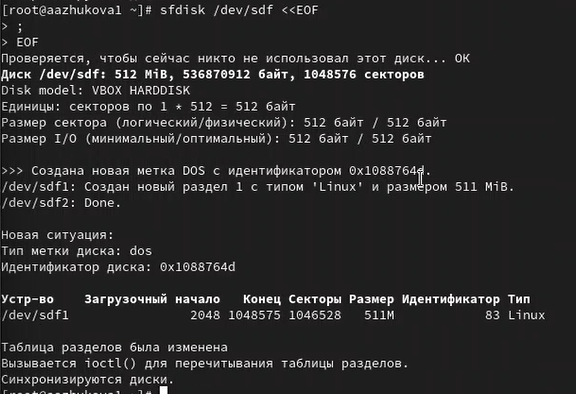 [root@aazhukova1 ~]# sfdisk /dev/sdf <<EOF
> ;
> EOF
Проверяется, чтобы сейчас никто не использовал этот диск... OK
Диск /dev/sdf: 512 MiB, 536870912 байт, 1048576 секторов
Disk model: VBOX HARDDISK
Единицы: секторов по 1 * 512 = 512 байт
Размер сектора (логический/физический): 512 байт / 512 байт
Размер I/O (минимальный/оптимальный): 512 байт / 512 байт
>>> Создана новая метка DOS с идентификатором 0x1088764d.
/dev/sdf1: Создан новый раздел 1 с типом 'Linux' и размером 511 MiB.
/dev/sdf2: Done.
Новая ситуация:
Тип метки диска: dos
Идентификатор диска: 0x1088764d
Устр-во Загрузочный начало Конец Секторы Размер Идентификатор Тип
/dev/sdf1 2048 1048575 1046528 511M 83 Linux
Таблица разделов была изменена
Вызывается ioctl() для перечитывания таблицы разделов.
Синхронизируются диски.
[root@aazhukova1 ~]#